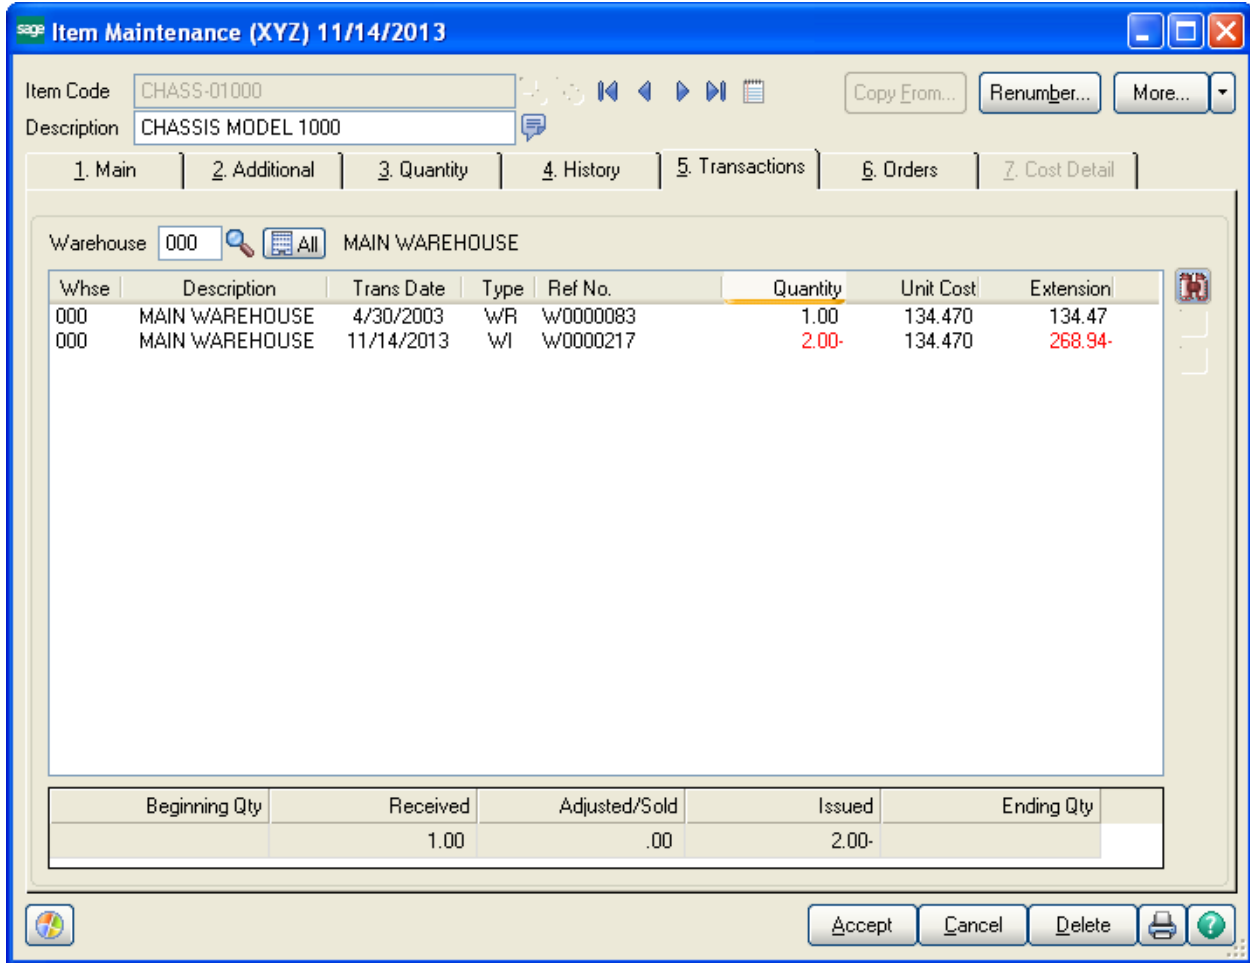 sage Item Maintenance (XYZ) 11/14/2013
Item Code CHASS-01000 Copy From... Renumber... More...
Description CHASSIS MODEL 1000
1. Main 2. Additional 3. Quantity 4. History 5. Transactions 6. Orders 7. Cost Detail
Warehouse 000 All MAIN WAREHOUSE
Whse Description Trans Date Type Ref No. Quantity Unit Cost Extension
000 MAIN WAREHOUSE 4/30/2003 WR W0000083 1.00 134.470 134.47
000 MAIN WAREHOUSE 11/14/2013 WI W0000217 2.00- 134.470 268.94-
Beginning Qty Received Adjusted/Sold Issued Ending Qty
1.00 .00 2.00-
Accept Cancel Delete